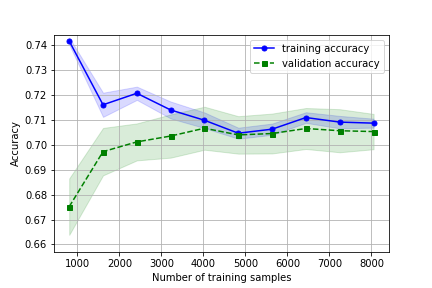 training accuracy
validation accuracy
0.74
0.73
0.72
0.71
0.70
0.69
0.68
0.67
0.66
Accuracy
1000 2000 3000 4000 5000 6000 7000 8000
Number of training samples